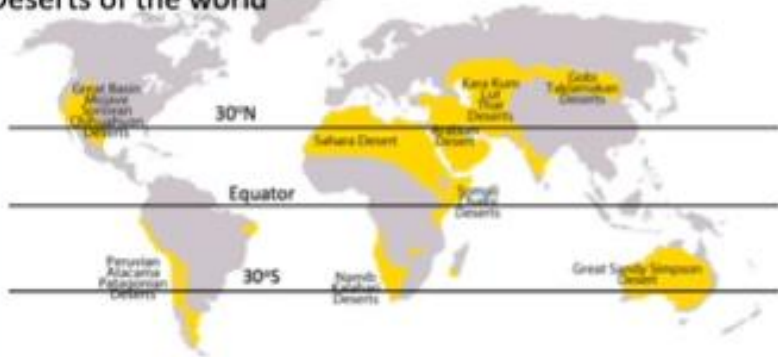 Deserts of the world
Great Basin
Mojave
Sonoran
Chihuahuan
Deserts
30°N
Sahara Desert
Arabian
Desert
Kara Kum
Lut
Thar
Deserts
Gobi
Taklamakan
Deserts
Equator
Somali
Deserts
Peruvian
Atacama
Patagonian
Deserts
30°S
Namib
Kalahari
Deserts
Great Sandy Simpson
Desert